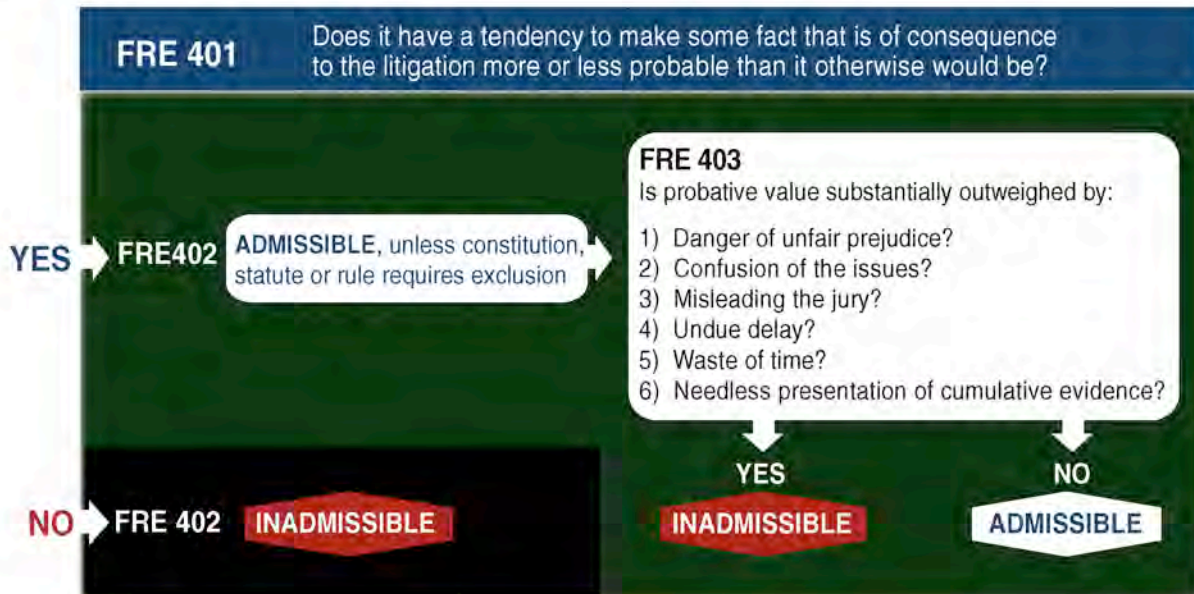 FRE 401
Does it have a tendency to make some fact that is of consequence
to the litigation more or less probable than it otherwise would be?
YES
FRE402
ADMISSIBLE, unless constitution,
statute or rule requires exclusion
FRE 403
Is probative value substantially outweighed by:
1) Danger of unfair prejudice?
2) Confusion of the issues?
3) Misleading the jury?
4) Undue delay?
5) Waste of time?
6) Needless presentation of cumulative evidence?
YES
INADMISSIBLE
NO
ADMISSIBLE
NO
FRE 402
INADMISSIBLE